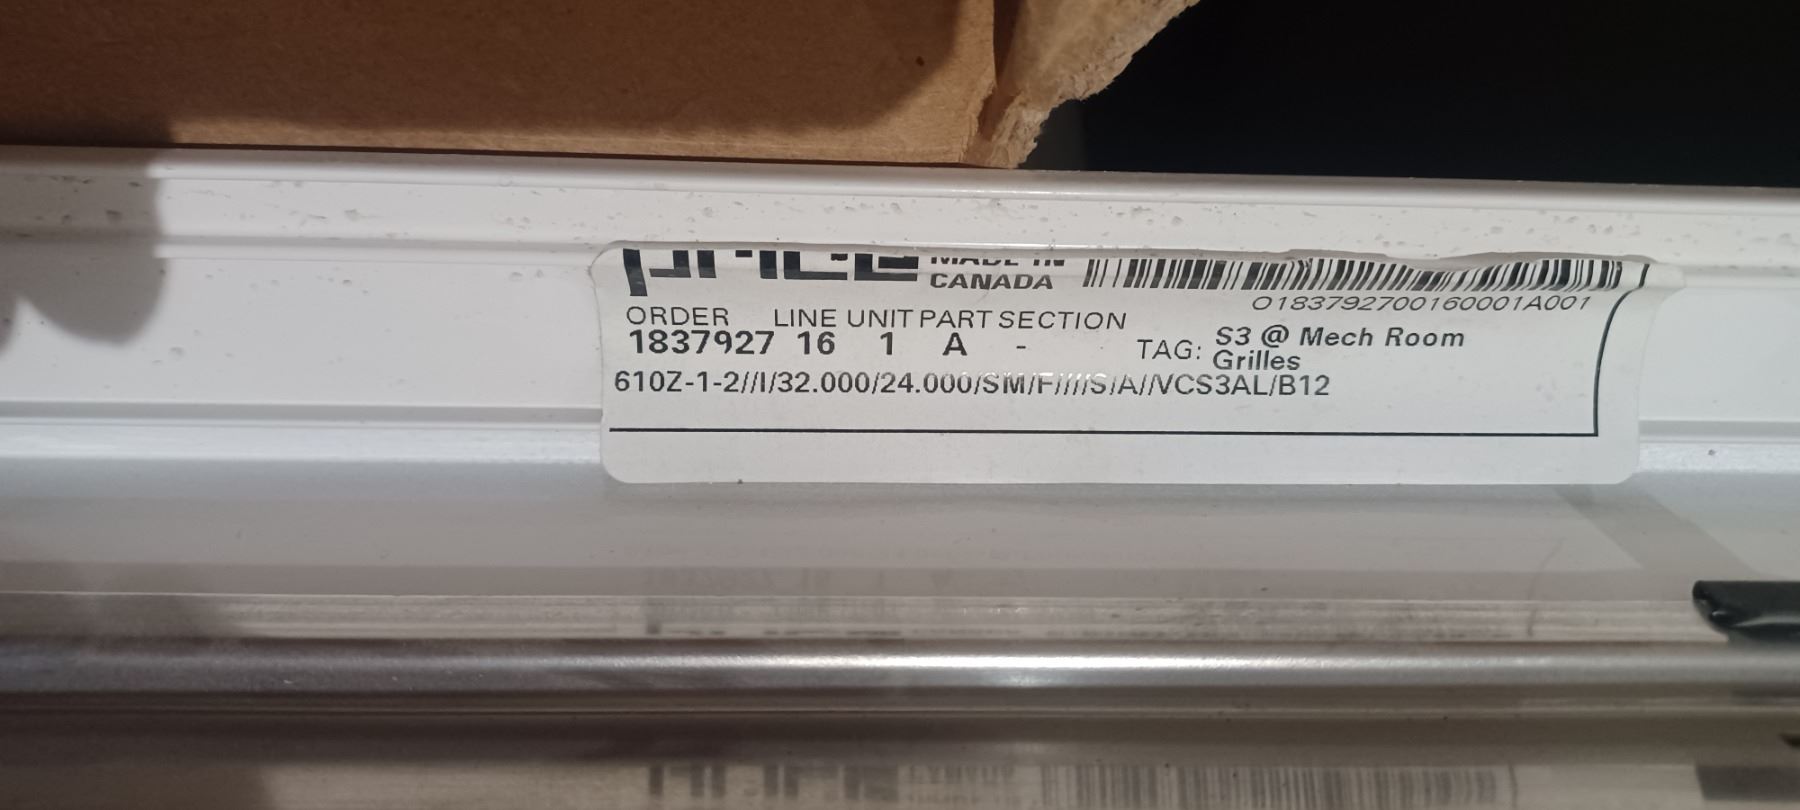 price MADE IN
CANADA
O183792700160001A001
ORDER LINE UNIT PART SECTION
1837927 16 1 A -
TAG: S3 @ Mech Room
Grilles
610Z-1-2//I/32.000/24.000/SM/F////S/A//VCS3AL/B12